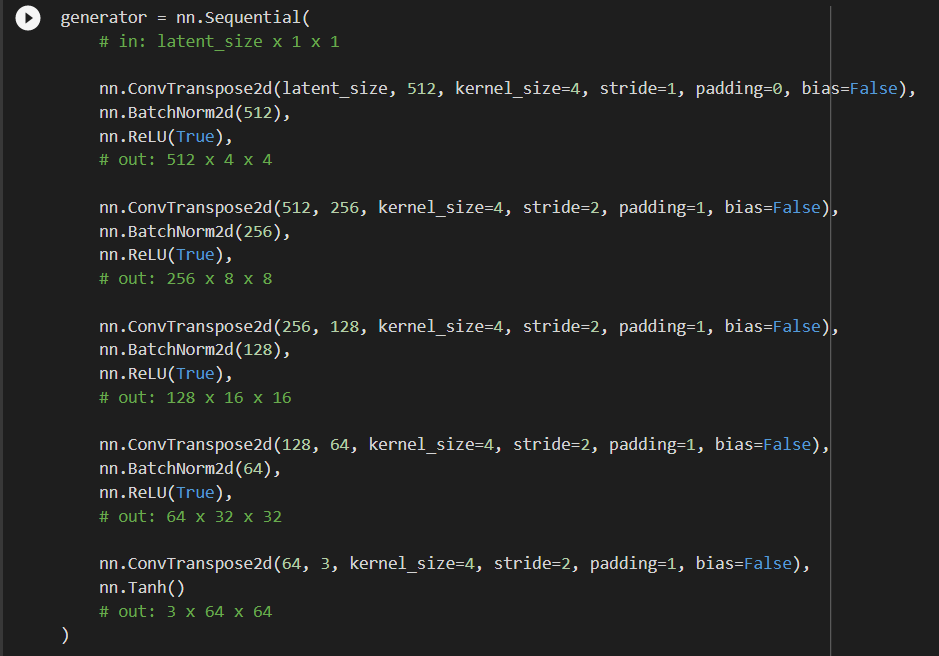 generator = nn.Sequential(
    # in: latent_size x 1 x 1

    nn.ConvTranspose2d(latent_size, 512, kernel_size=4, stride=1, padding=0, bias=False),
    nn.BatchNorm2d(512),
    nn.ReLU(True),
    # out: 512 x 4 x 4

    nn.ConvTranspose2d(512, 256, kernel_size=4, stride=2, padding=1, bias=False),
    nn.BatchNorm2d(256),
    nn.ReLU(True),
    # out: 256 x 8 x 8

    nn.ConvTranspose2d(256, 128, kernel_size=4, stride=2, padding=1, bias=False),
    nn.BatchNorm2d(128),
    nn.ReLU(True),
    # out: 128 x 16 x 16

    nn.ConvTranspose2d(128, 64, kernel_size=4, stride=2, padding=1, bias=False),
    nn.BatchNorm2d(64),
    nn.ReLU(True),
    # out: 64 x 32 x 32

    nn.ConvTranspose2d(64, 3, kernel_size=4, stride=2, padding=1, bias=False),
    nn.Tanh()
    # out: 3 x 64 x 64
)